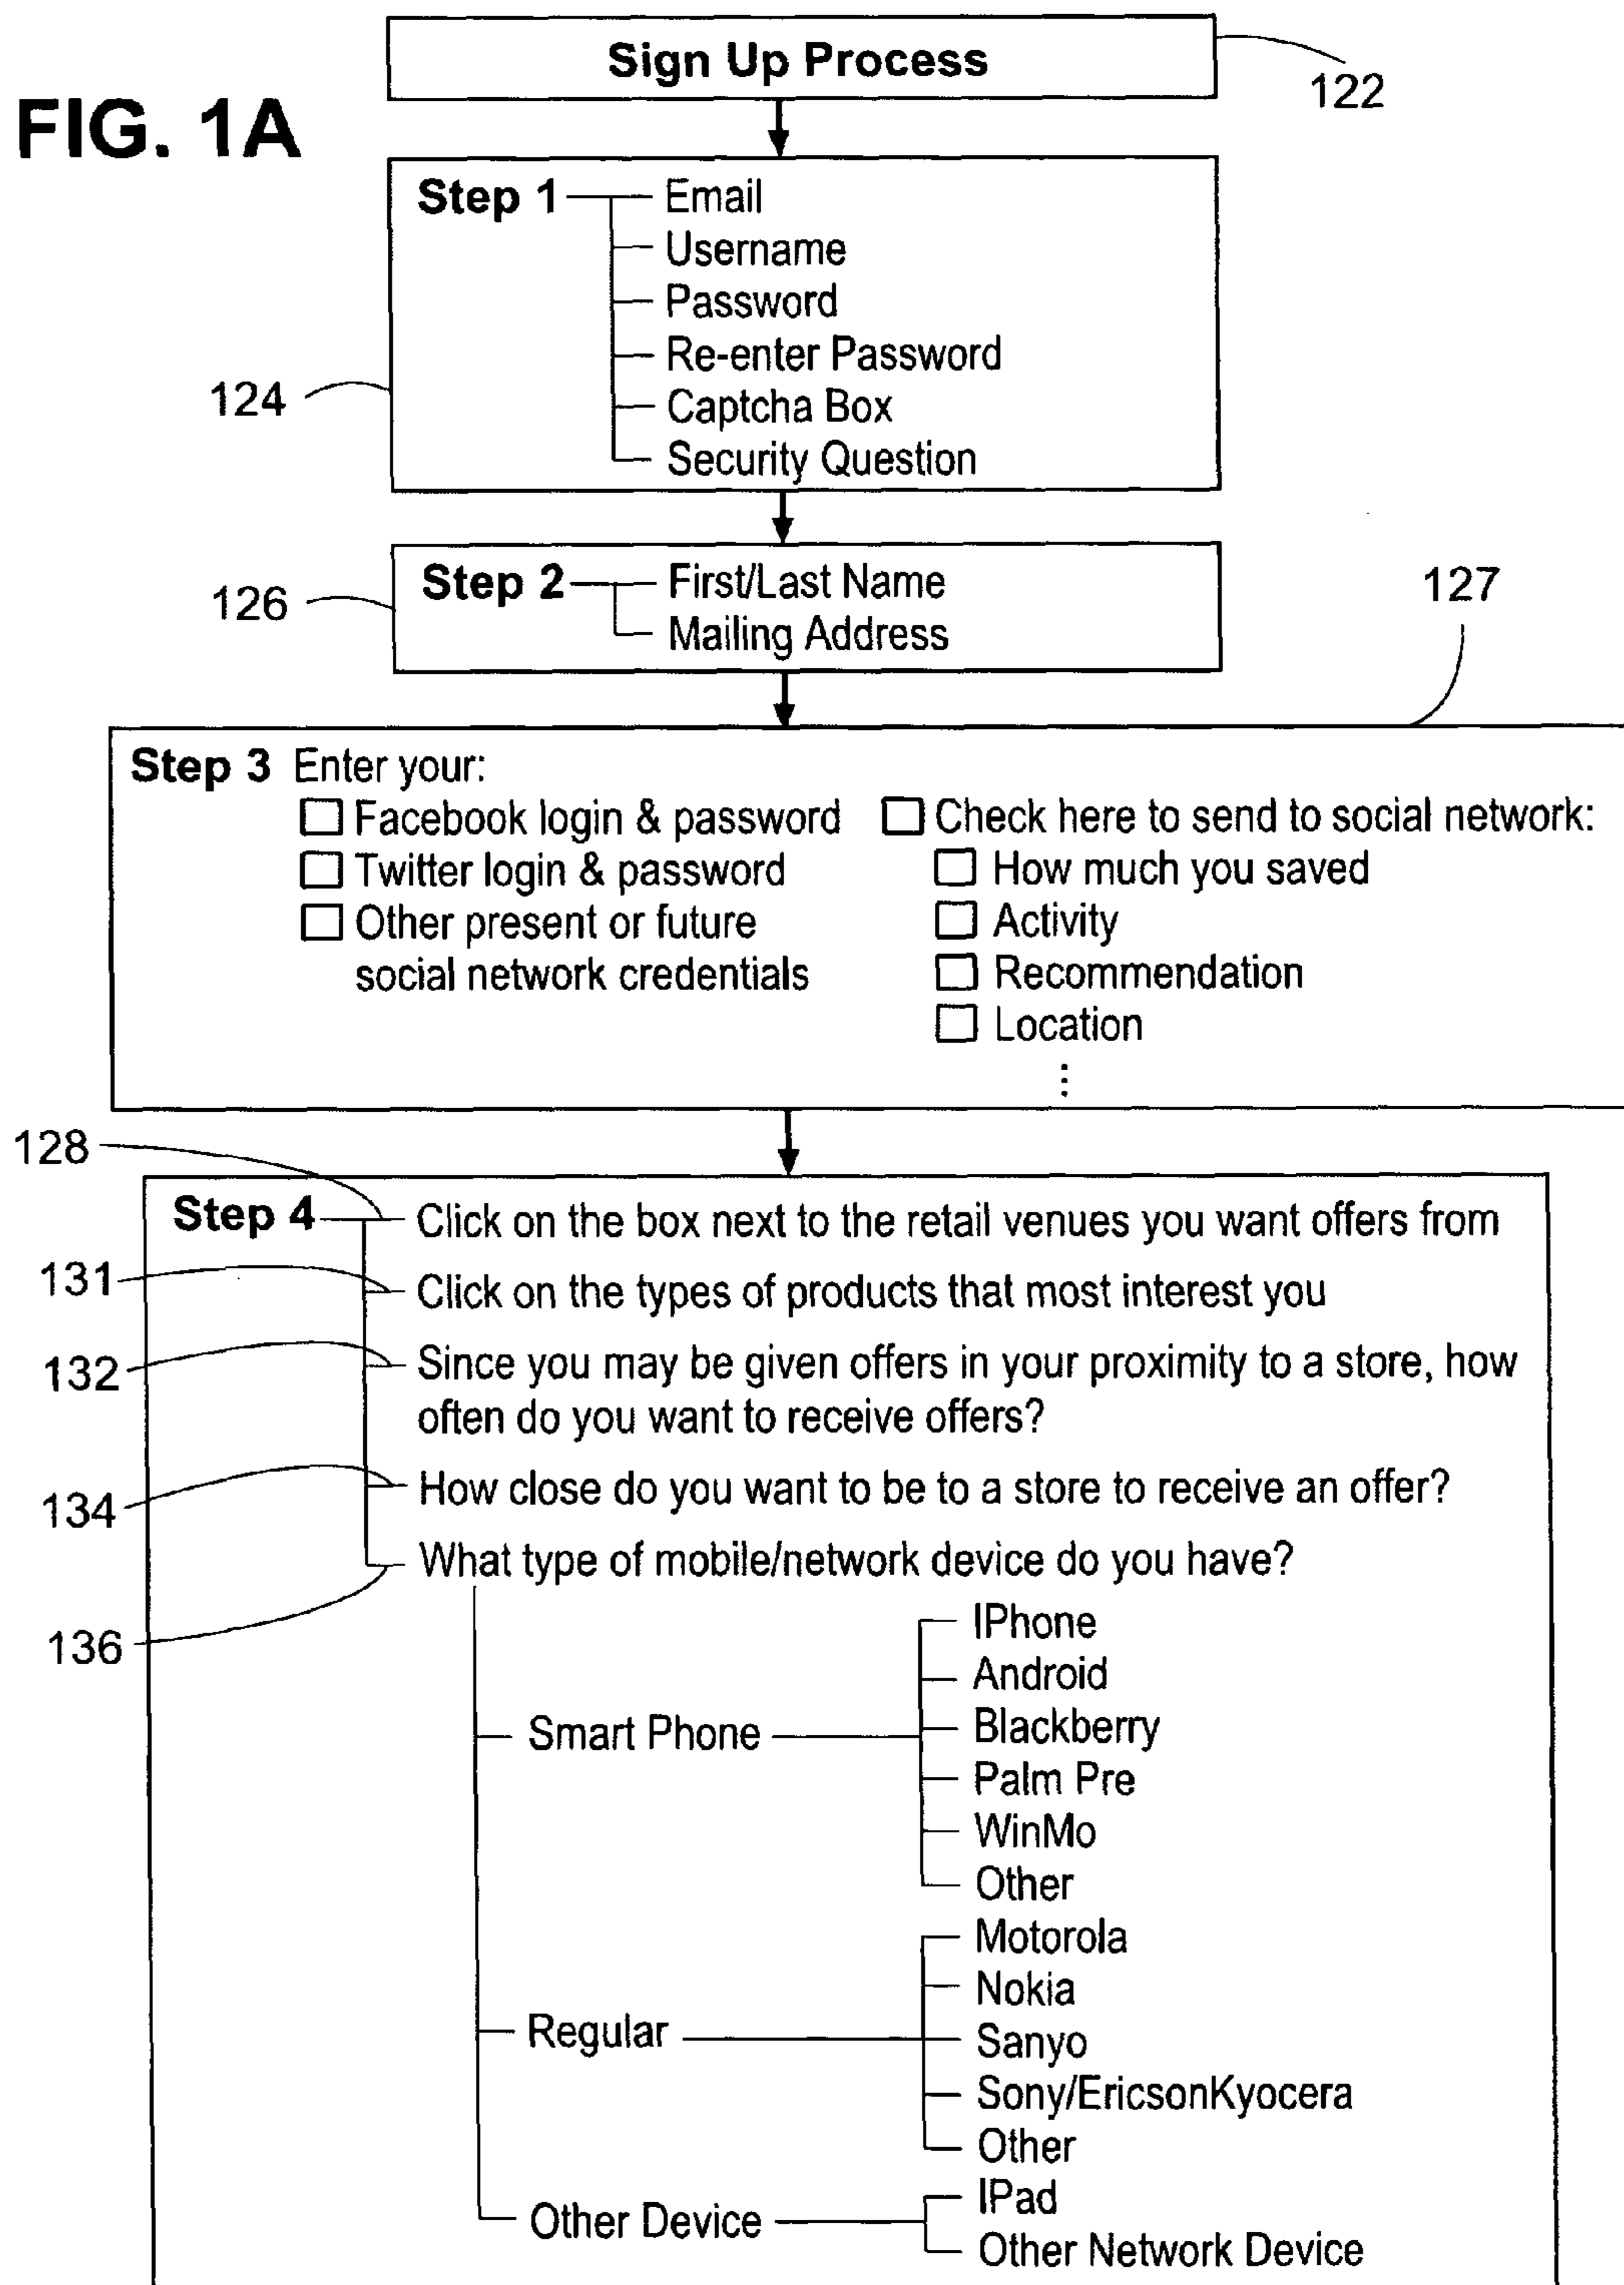 Sign Up Process
122
FIG. 1A
Step 1
Email
Username
Password
Re-enter Password
Captcha Box
Security Question
124
Step 2
First/Last Name
Mailing Address
126
127
Step 3 Enter your:
Facebook login & password
Twitter login & password
Other present or future
social network credentials
Check here to send to social network:
How much you saved
Activity
Recommendation
Location
⋮
128
Step 4
Click on the box next to the retail venues you want offers from
131
Click on the types of products that most interest you
132
Since you may be given offers in your proximity to a store, how
often do you want to receive offers?
134
How close do you want to be to a store to receive an offer?
136
What type of mobile/network device do you have?
Smart Phone
IPhone
Android
Blackberry
Palm Pre
WinMo
Other
Regular
Motorola
Nokia
Sanyo
Sony/EricsonKyocera
Other
Other Device
IPad
Other Network Device